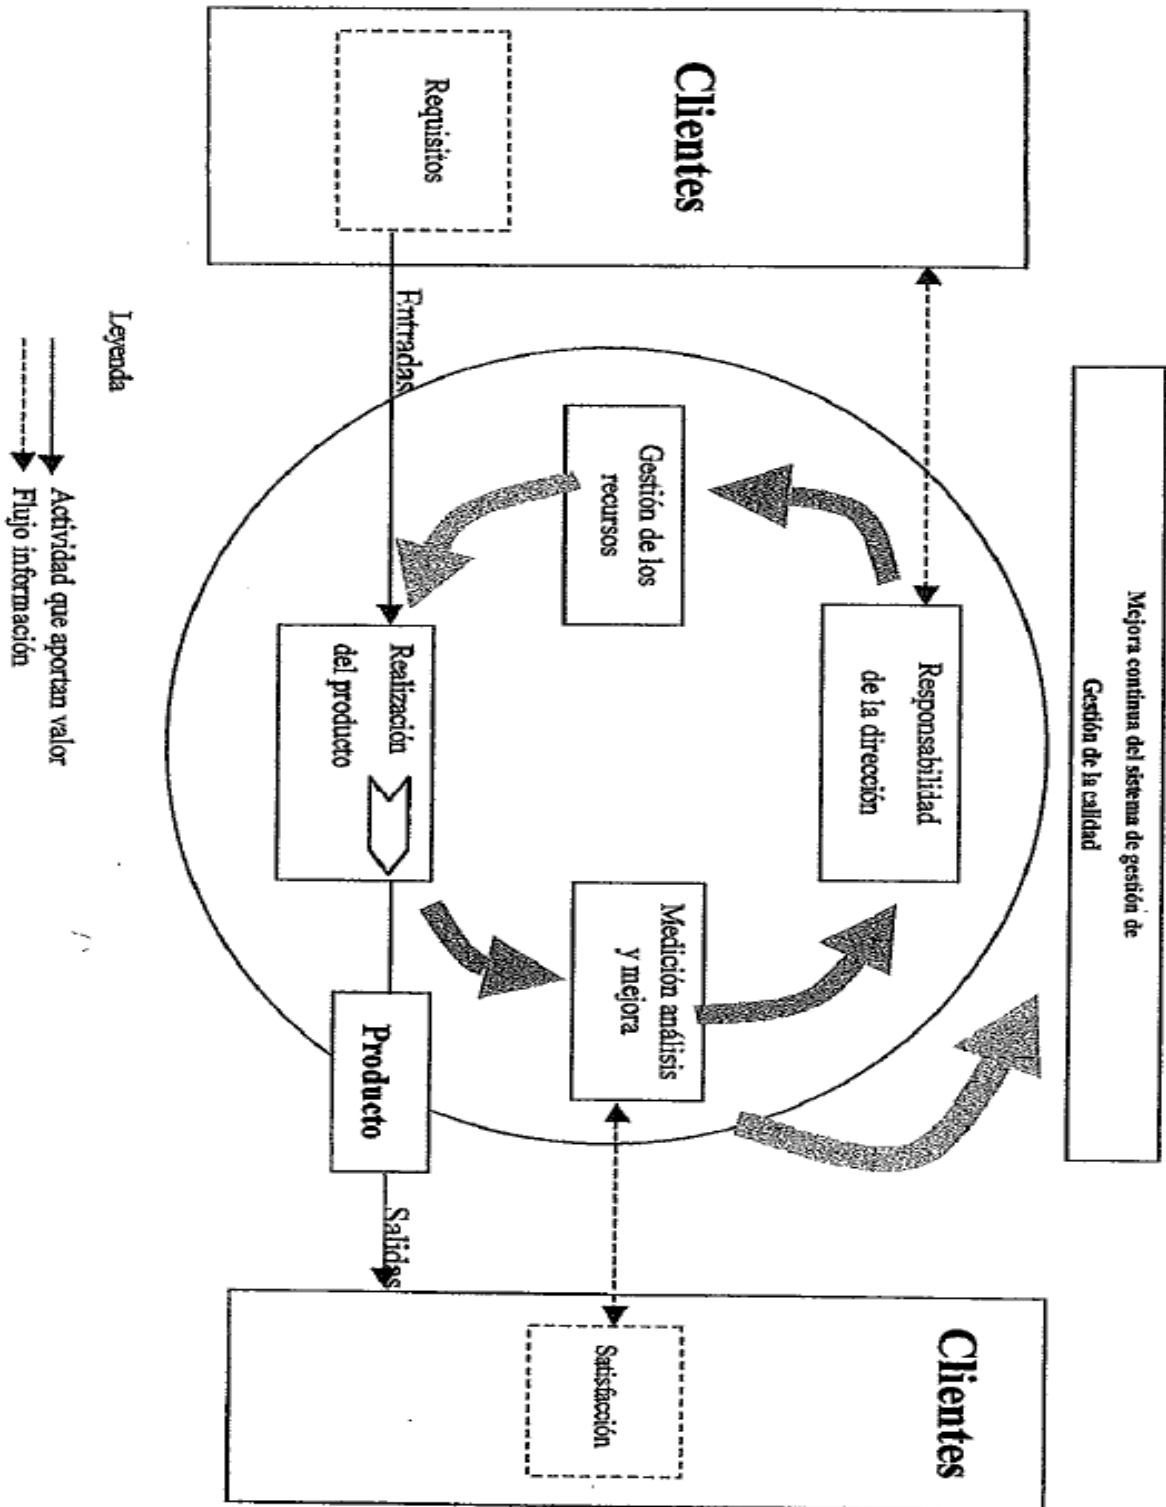 Mejora continua del sistema de gestión de
Gestión de la calidad
Clientes
Requisitos
Clientes
Satisfacción
Responsabilidad
de la dirección
Gestión de los
recursos
Medición análisis
y mejora
Entradas
Realización
del producto
Producto
Salidas
Leyenda
Actividad que aportan valor
Flujo información